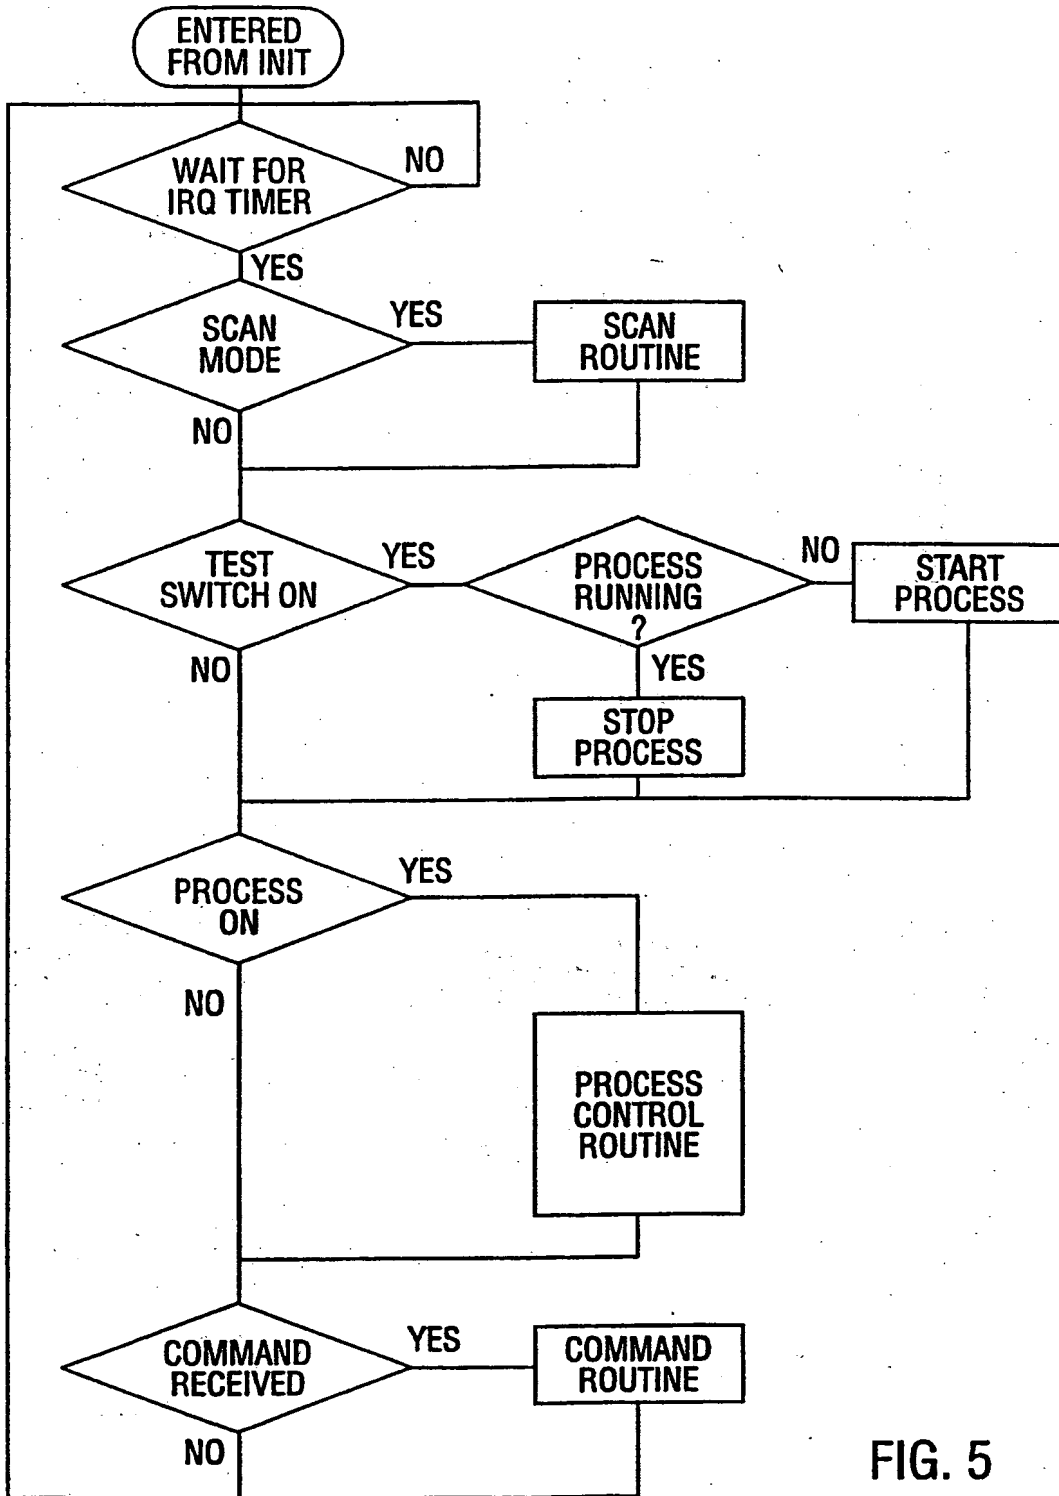 ENTERED
FROM INIT
WAIT FOR
IRQ TIMER
NO
YES
SCAN
MODE
YES
SCAN
ROUTINE
NO
TEST
SWITCH ON
YES
PROCESS
RUNNING
?
NO
START
PROCESS
NO
YES
STOP
PROCESS
PROCESS
ON
YES
NO
PROCESS
CONTROL
ROUTINE
COMMAND
RECEIVED
YES
COMMAND
ROUTINE
NO
FIG. 5